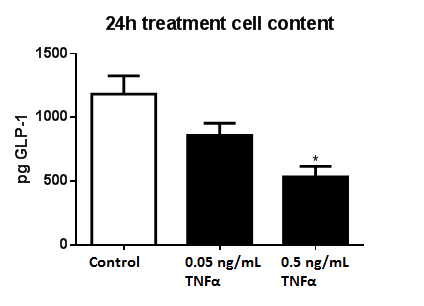 24h treatment cell content
pg GLP-1
1500
1000
500
0
*
Control
0.05 ng/mL
TNFα
0.5 ng/mL
TNFα